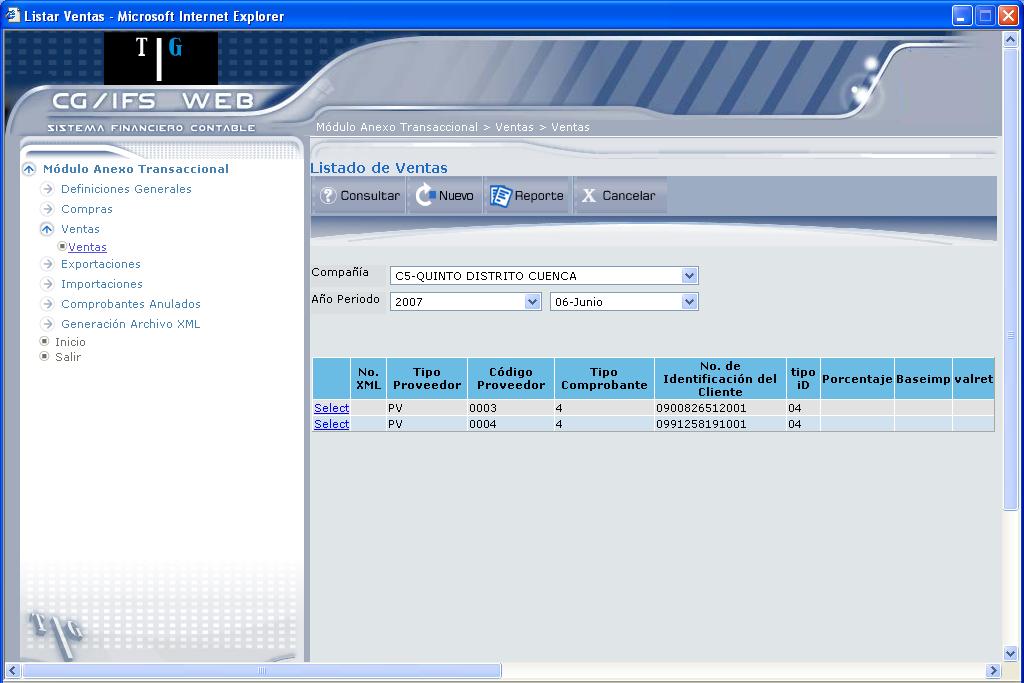 Listar Ventas - Microsoft Internet Explorer
T G
CG/IFS WEB
SISTEMA FINANCIERO CONTABLE
Módulo Anexo Transaccional > Ventas > Ventas
Módulo Anexo Transaccional
Definiciones Generales
Compras
Ventas
Ventas
Exportaciones
Importaciones
Comprobantes Anulados
Generación Archivo XML
Inicio
Salir
TG
Listado de Ventas
Consultar Nuevo Reporte X Cancelar
Compañía C5-QUINTO DISTRITO CUENCA
Año Periodo 2007 06-Junio
No. XML Tipo Proveedor Código Proveedor Tipo Comprobante No. de Identificación del Cliente tipo iD Porcentaje Baseimp valret
Select PV 0003 4 0900826512001 04
Select PV 0004 4 0991258191001 04